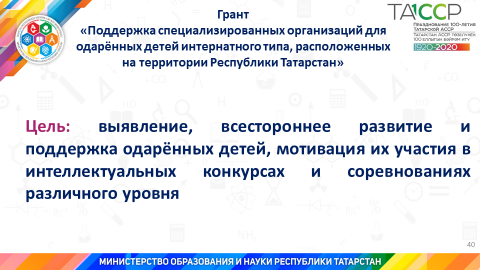 Грант
«Поддержка специализированных организаций для
одарённых детей интернатного типа, расположенных
на территории Республики Татарстан»
ТАССР
ПРАЗДНОВАНИЕ 100-ЛЕТИЯ
ТАТАРСКОЙ АССР
1920-2020
Цель: выявление, всестороннее развитие и
поддержка одарённых детей, мотивация их участия в
интеллектуальных конкурсах и соревнованиях
различного уровня
40
МИНИСТЕРСТВО ОБРАЗОВАНИЯ И НАУКИ РЕСПУБЛИКИ ТАТАРСТАН